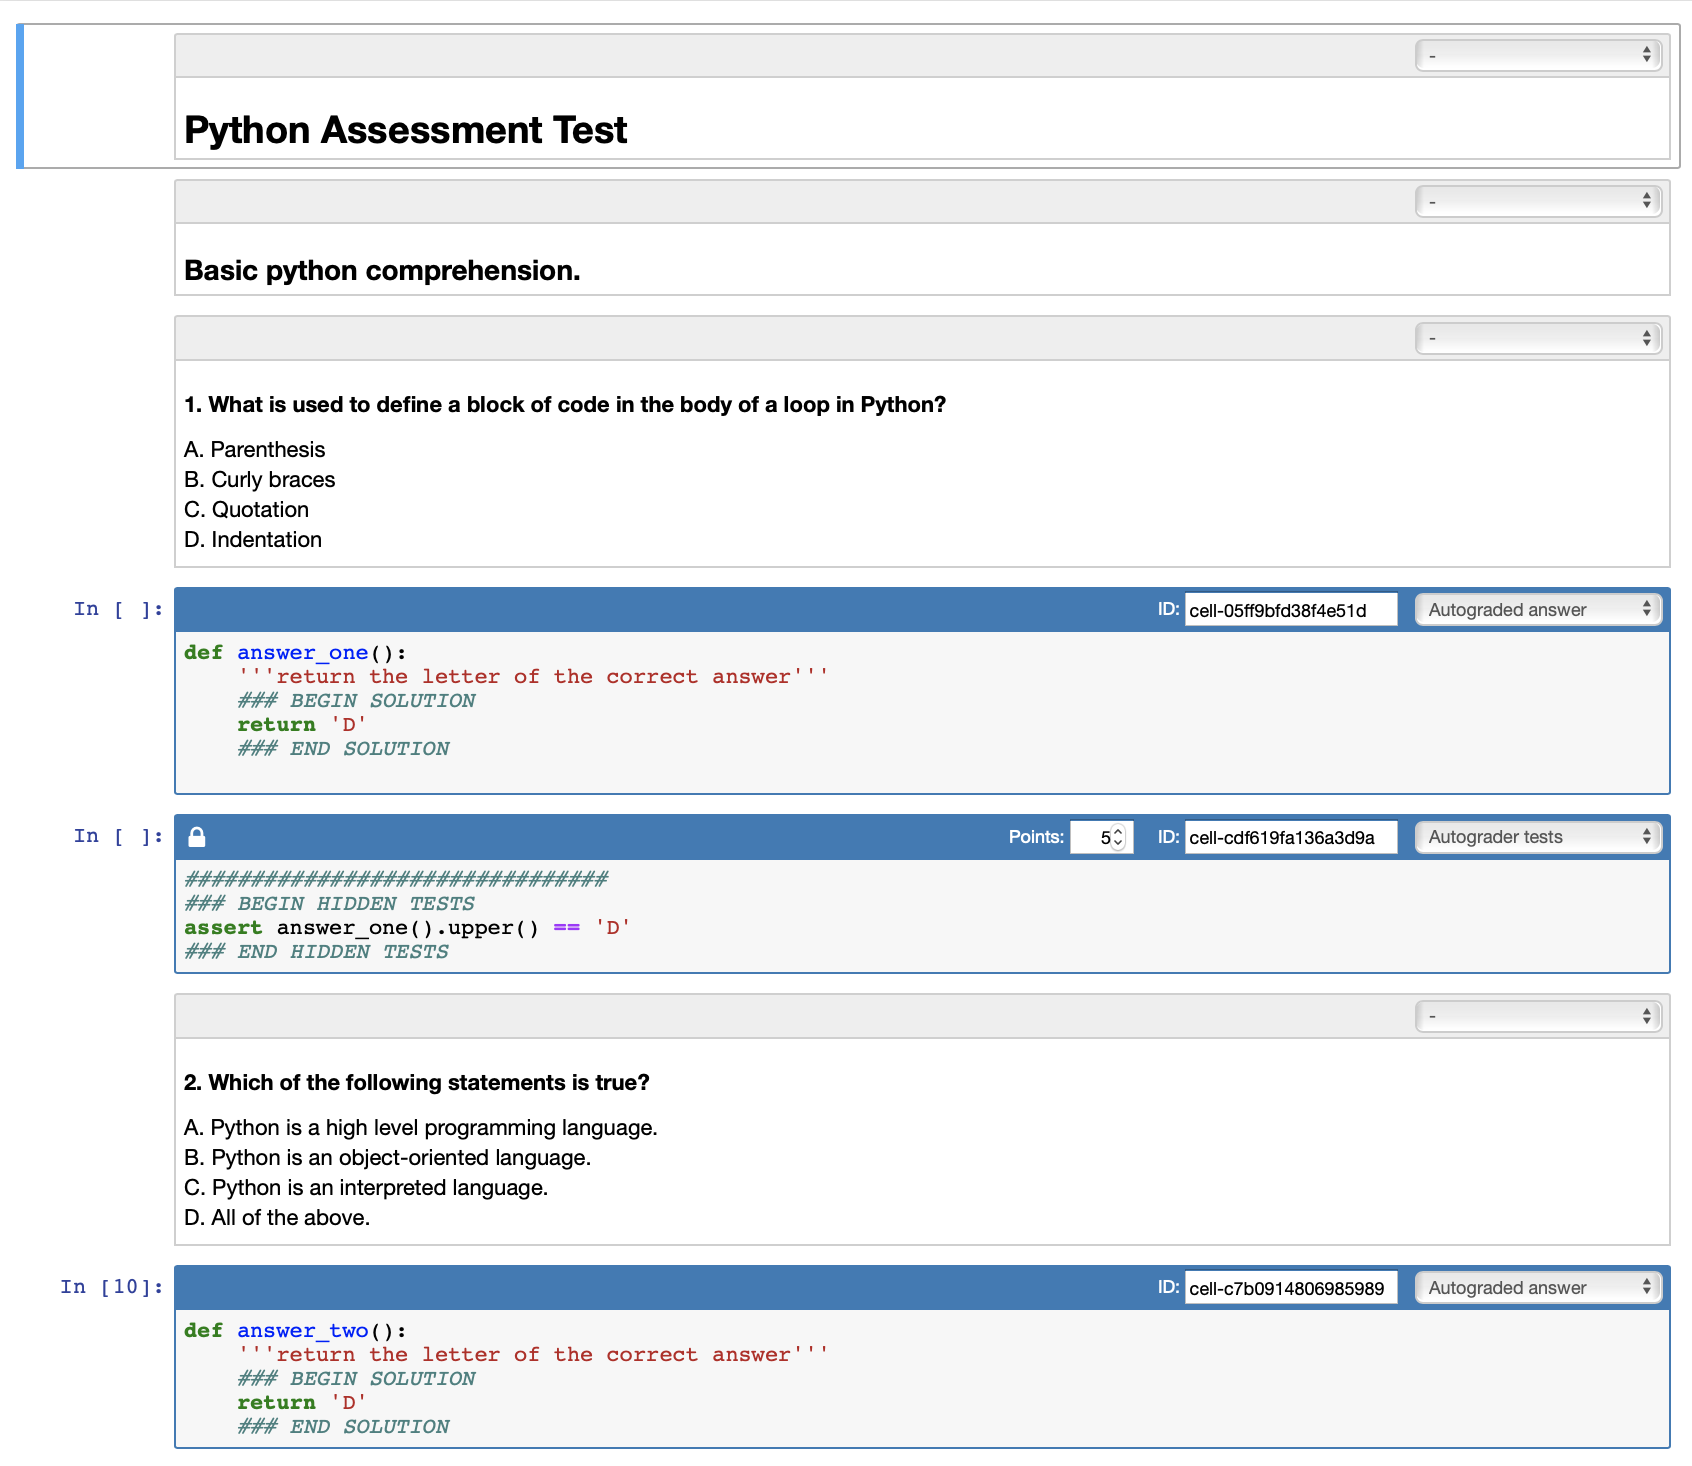 -
Python Assessment Test
-
Basic python comprehension.
-
1. What is used to define a block of code in the body of a loop in Python?
A. Parenthesis
B. Curly braces
C. Quotation
D. Indentation
In [ ]: ID: cell-05ff9bfd38f4e51d Autograded answer
def answer_one():
    '''return the letter of the correct answer'''
    ### BEGIN SOLUTION
    return 'D'
    ### END SOLUTION
In [ ]: Points: 5 ID: cell-cdf619fa136a3d9a Autograder tests
################################
### BEGIN HIDDEN TESTS
assert answer_one().upper() == 'D'
### END HIDDEN TESTS
-
2. Which of the following statements is true?
A. Python is a high level programming language.
B. Python is an object-oriented language.
C. Python is an interpreted language.
D. All of the above.
In [10]: ID: cell-c7b0914806985989 Autograded answer
def answer_two():
    '''return the letter of the correct answer'''
    ### BEGIN SOLUTION
    return 'D'
    ### END SOLUTION